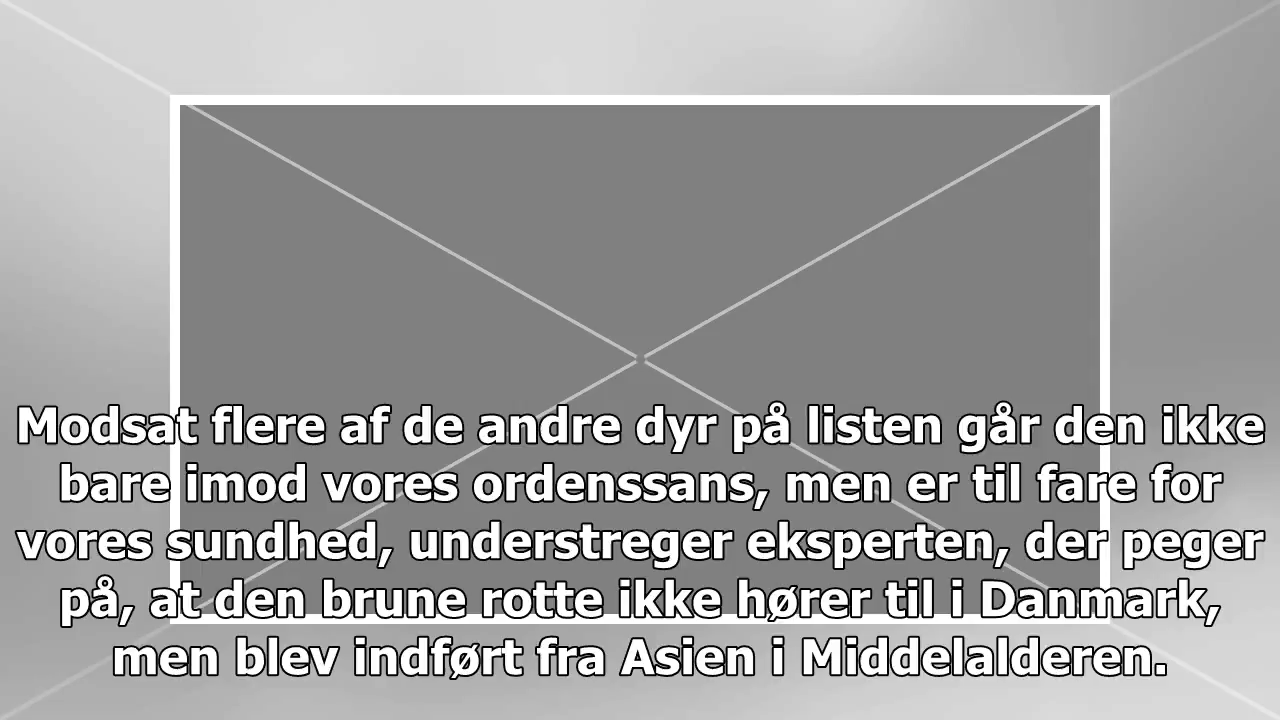 Modsat flere af de andre dyr på listen går den ikke
bare imod vores ordenssans, men er til fare for
vores sundhed, understreger eksperten, der peger
på, at den brune rotte ikke hører til i Danmark,
men blev indført fra Asien i Middelalderen.